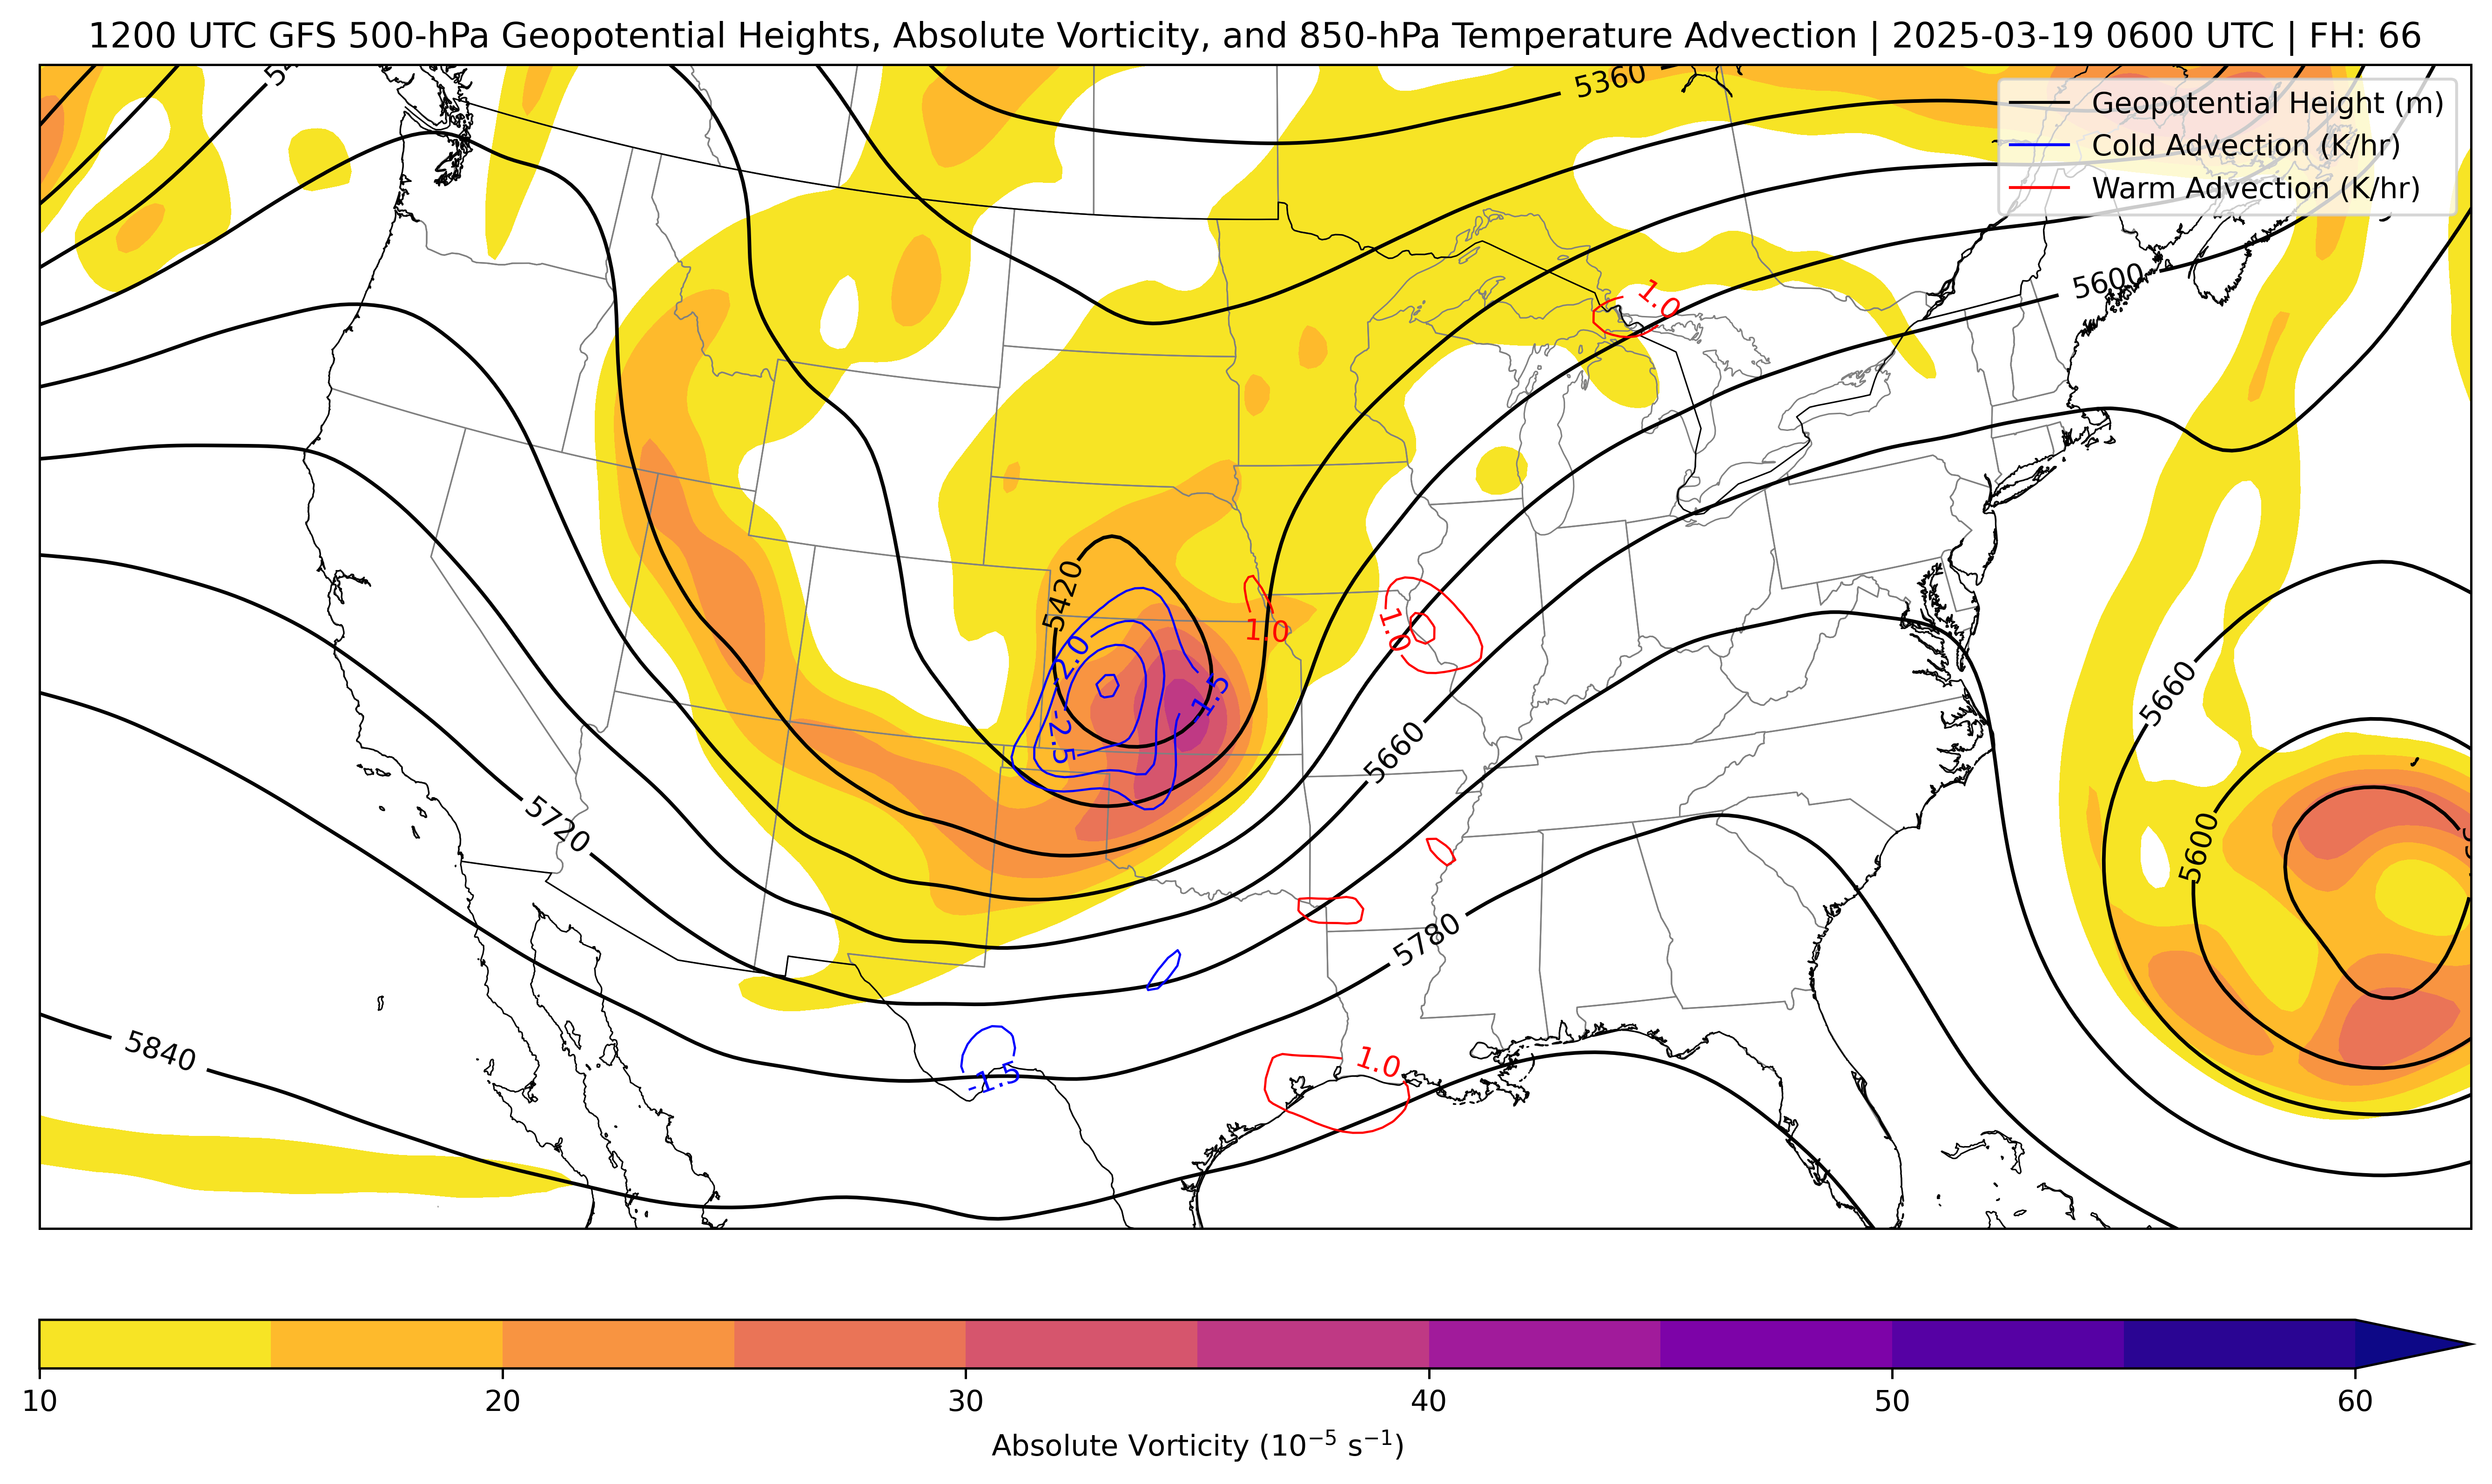 1200 UTC GFS 500-hPa Geopotential Heights, Absolute Vorticity, and 850-hPa Temperature Advection | 2025-03-19 0600 UTC | FH: 66
5360
Geopotential Height (m)
Cold Advection (K/hr)
Warm Advection (K/hr)
5600
1.0
5420
1.0
1.0
-2.0
-1.5
-2.5
5660
5660
5720
5600
5780
5840
1.0
-1.5
10 20 30 40 50 60
Absolute Vorticity (10⁻⁵ s⁻¹)